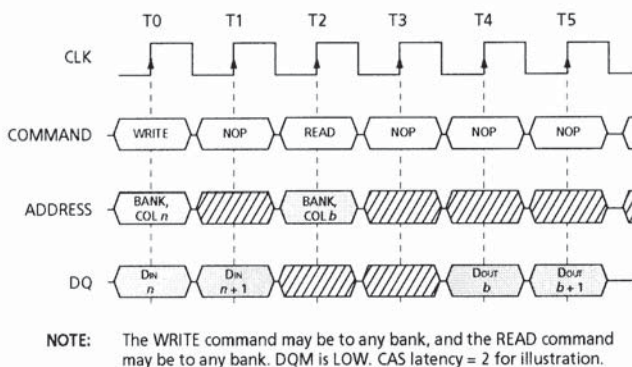 T0 T1 T2 T3 T4 T5
CLK
COMMAND WRITE NOP READ NOP NOP NOP
ADDRESS BANK, COL n BANK, COL b
DQ DIN n DIN n + 1 DOUT b DOUT b + 1
NOTE: The WRITE command may be to any bank, and the READ command
may be to any bank. DQM is LOW. CAS latency = 2 for illustration.